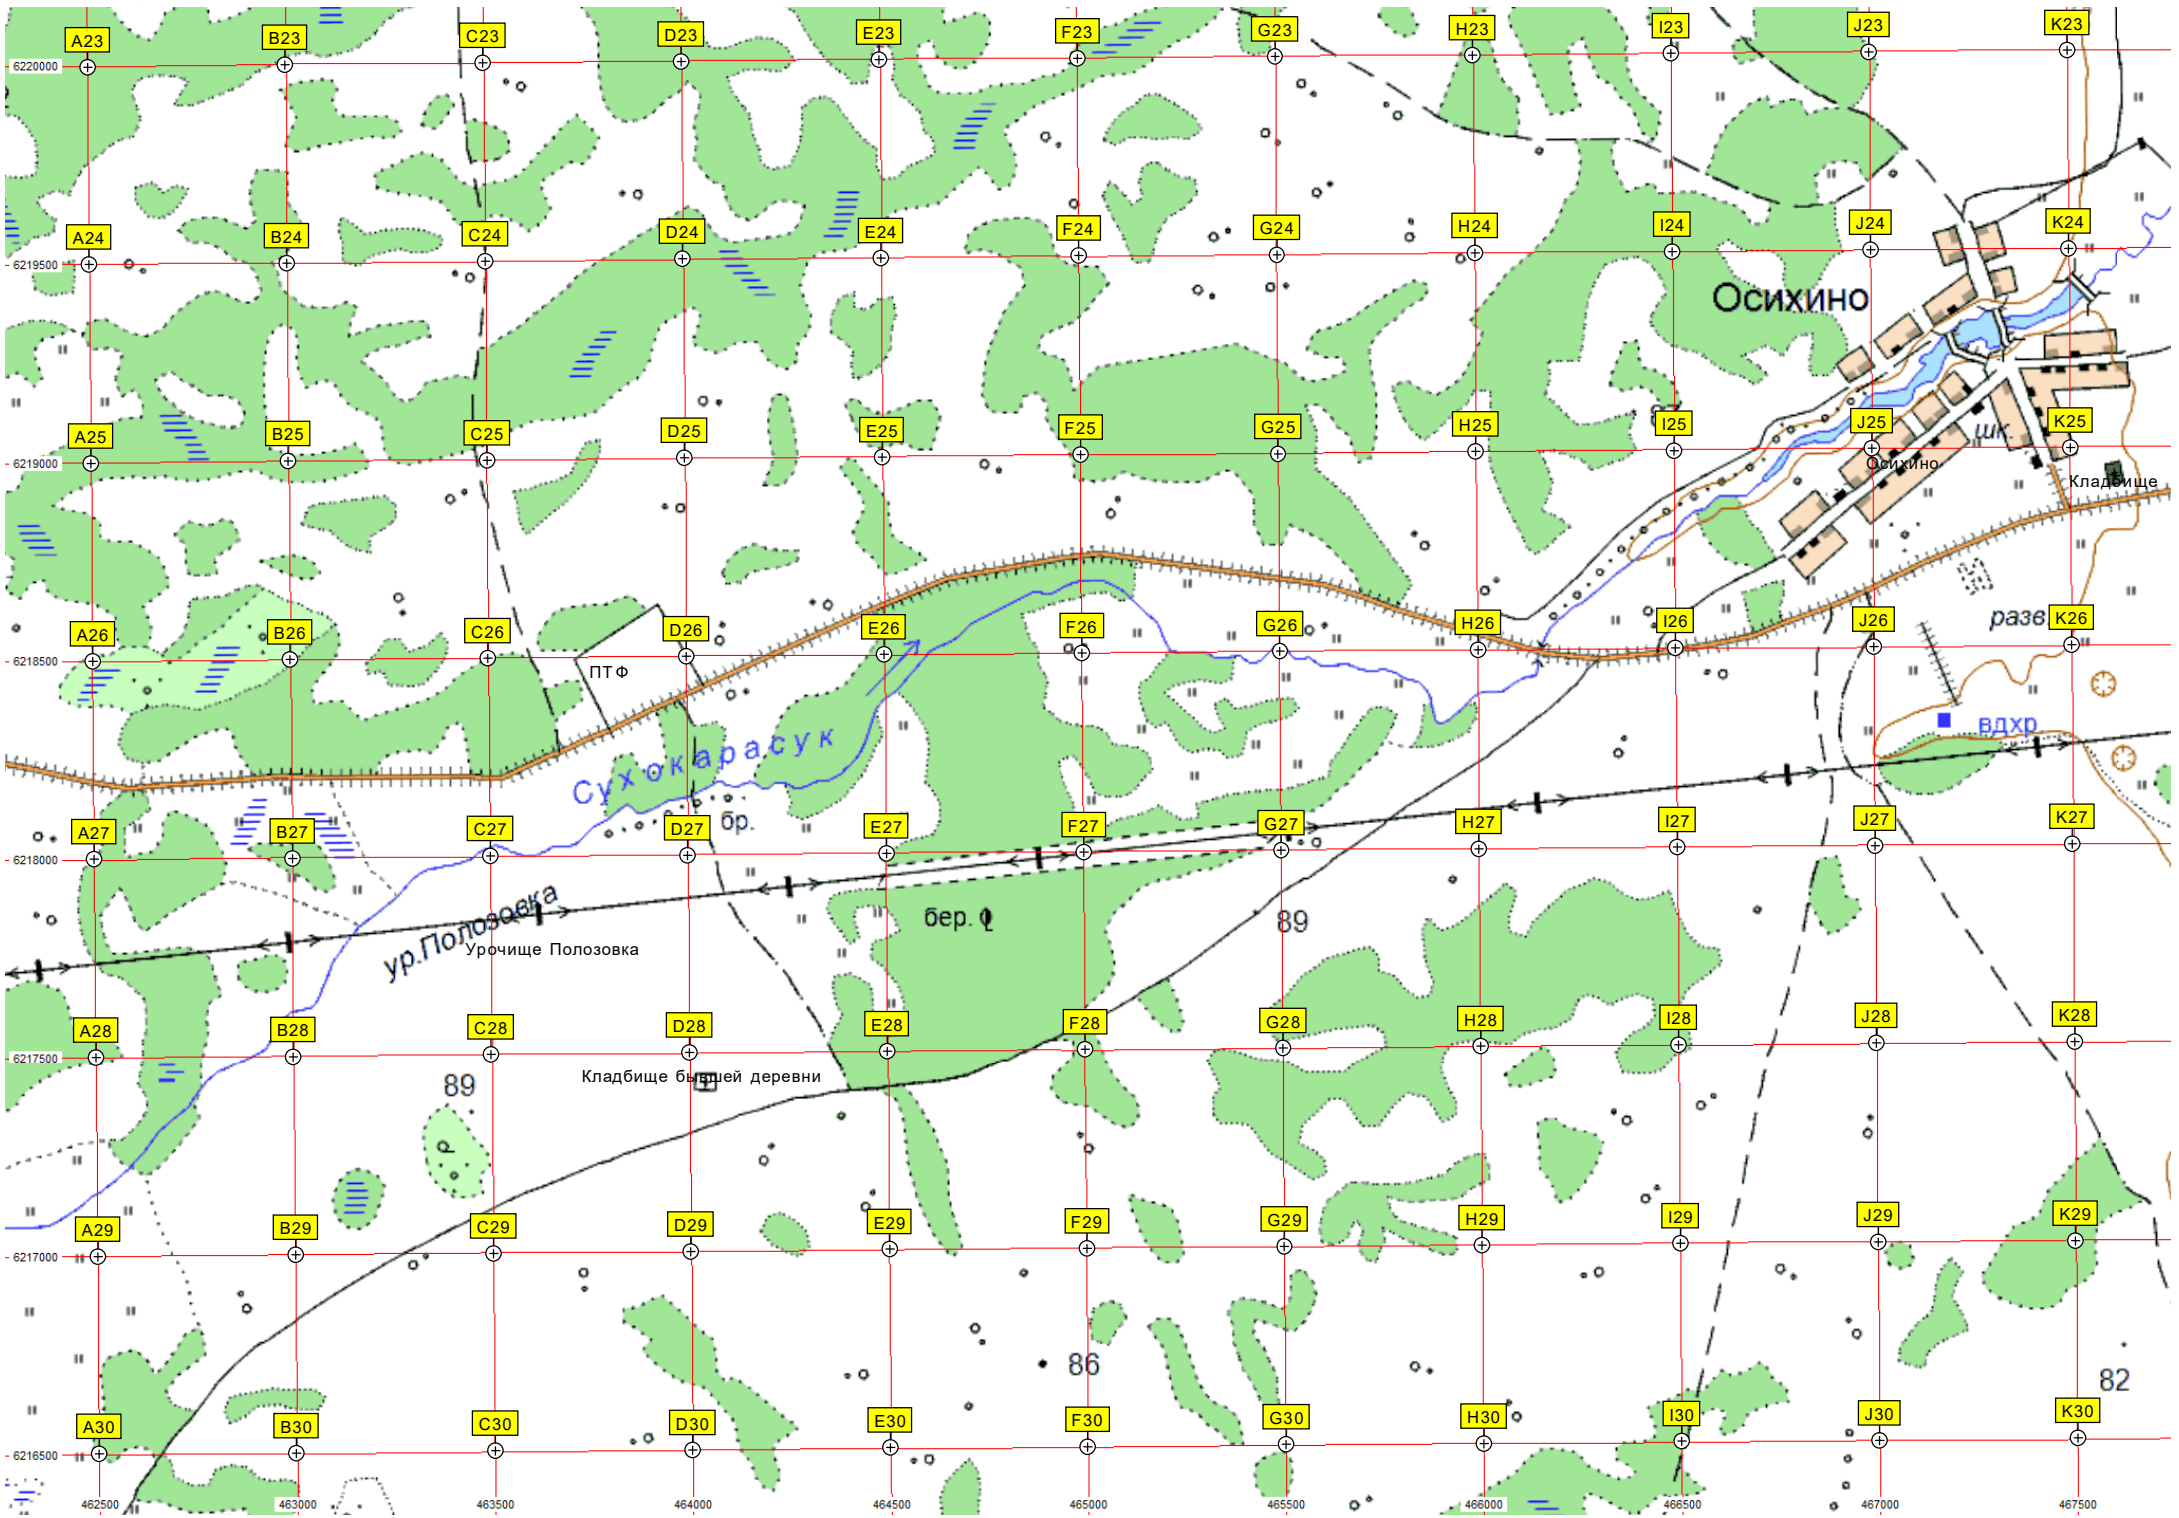 A23 B23 C23 D23 E23 F23 G23 H23 I23 J23 K23
6220000
A24 B24 C24 D24 E24 F24 G24 H24 I24 J24 K24
6219500
Осихино
A25 B25 C25 D25 E25 F25 G25 H25 I25 J25 K25
шк.
6219000
Осихино
Кладбище
A26 B26 C26 D26 E26 F26 G26 H26 I26 J26 K26
разв
6218500
ПТФ
вдхр
Сухокарасук
бр.
A27 B27 C27 D27 E27 F27 G27 H27 I27 J27 K27
6218000
ур.Полозовка
бер.
89
Урочище Полозовка
A28 B28 C28 D28 E28 F28 G28 H28 I28 J28 K28
6217500
Кладбище бывшей деревни
89
A29 B29 C29 D29 E29 F29 G29 H29 I29 J29 K29
6217000
86
82
A30 B30 C30 D30 E30 F30 G30 H30 I30 J30 K30
6216500
462500 463000 463500 464000 464500 465000 465500 466000 466500 467000 467500